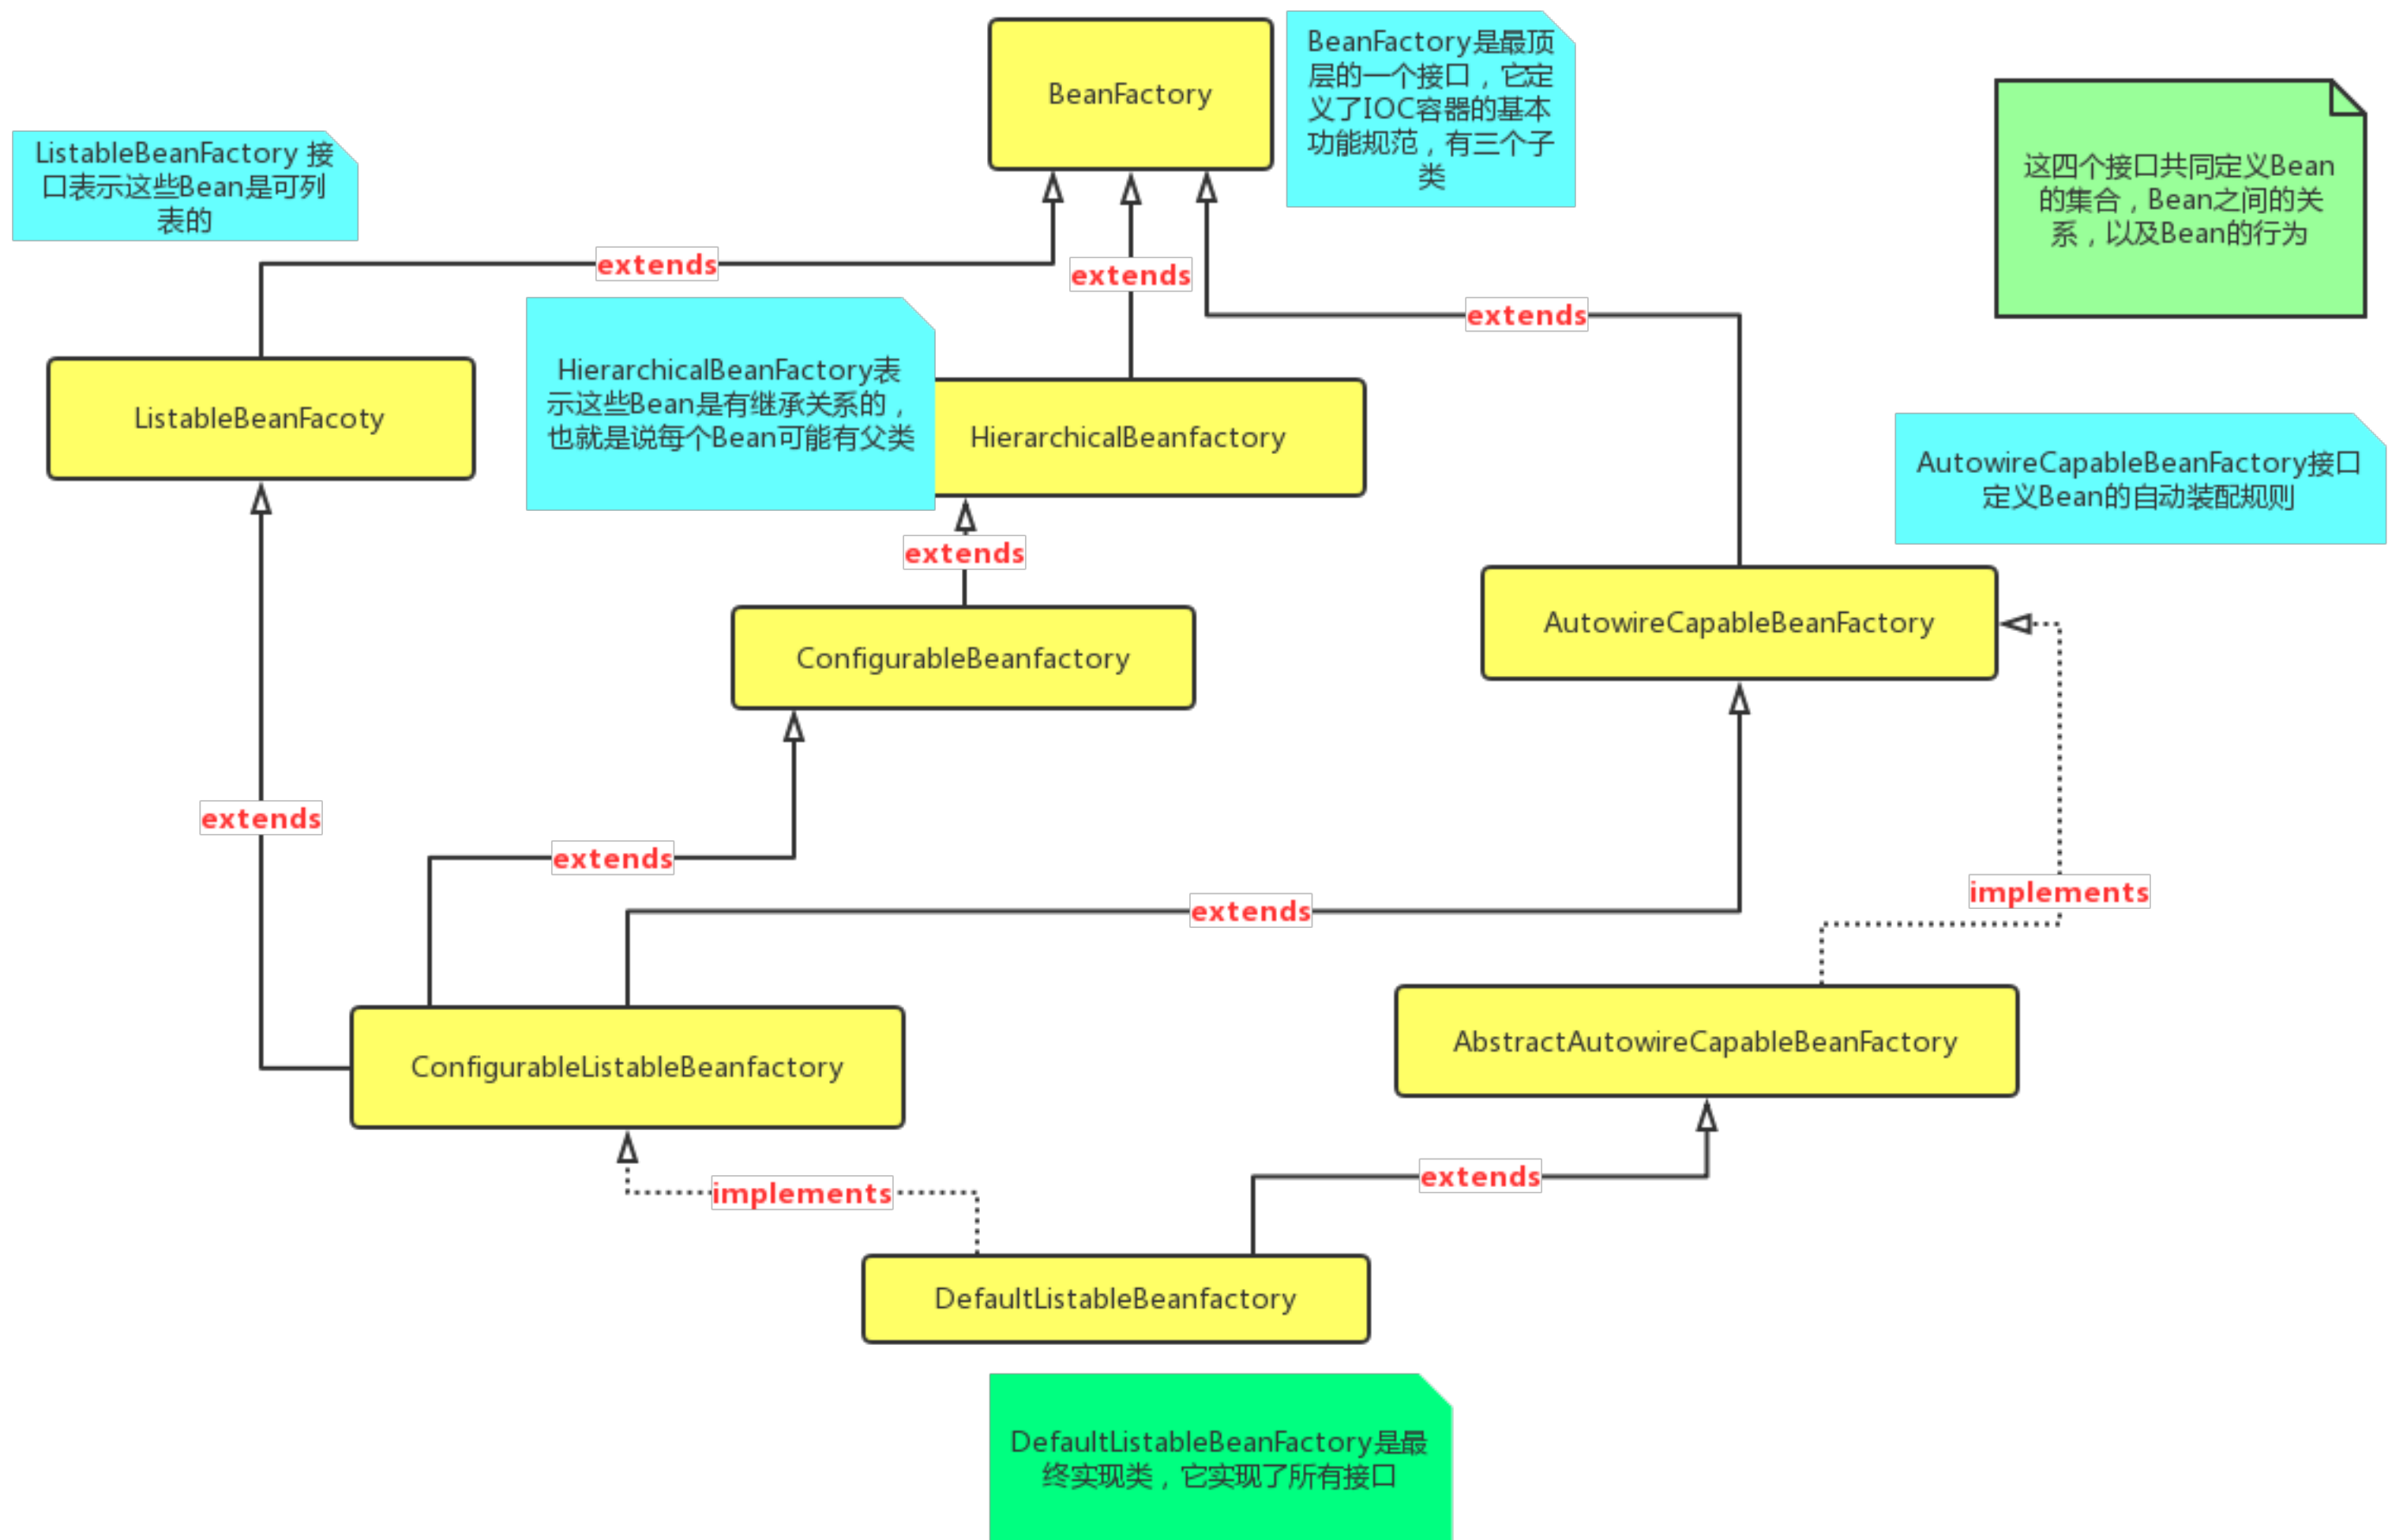 BeanFactory
BeanFactory是最顶
层的一个接口，它定
义了IOC容器的基本
功能规范，有三个子
类
ListableBeanFactory 接
口表示这些Bean是可列
表的
这四个接口共同定义Bean
的集合，Bean之间的关
系，以及Bean的行为
extends
extends
extends
ListableBeanFacoty
HierarchicalBeanFactory表
示这些Bean是有继承关系的，
也就是说每个Bean可能有父类
HierarchicalBeanfactory
AutowireCapableBeanFactory接口
定义Bean的自动装配规则
extends
ConfigurableBeanfactory
AutowireCapableBeanFactory
extends
extends
extends
implements
ConfigurableListableBeanfactory
AbstractAutowireCapableBeanFactory
implements
extends
DefaultListableBeanfactory
DefaultListableBeanFactory是最
终实现类，它实现了所有接口